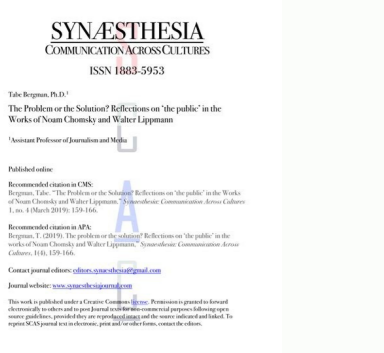 SYNÆSTHESIA
COMMUNICATION ACROSS CULTURES
ISSN 1883-5953
Tabe Bergman, Ph.D.¹
The Problem or the Solution? Reflections on 'the public' in the
Works of Noam Chomsky and Walter Lippmann
¹Assistant Professor of Journalism and Media
Published online
Recommended citation in CMS:
Bergman, Tabe. "The Problem or the Solution? Reflections on 'the public' in the Works
of Noam Chomsky and Walter Lippmann." Synaesthesia: Communication Across Cultures
1, no. 4 (March 2019): 159-166.
Recommended citation in APA:
Bergman, T. (2019). The problem or the solution? Reflections on 'the public' in the
works of Noam Chomsky and Walter Lippmann." Synaesthesia: Communication Across
Cultures, 1(4), 159-166.
Contact journal editors: editors.synaesthesia@gmail.com
Journal website: www.synaesthesiajournal.com
This work is published under a Creative Commons license. Permission is granted to forward
electronically to others and to post Journal texts for non-commercial purposes following open
source guidelines, provided they are reproduced intact and the source indicated and linked. To
reprint SCAS journal text in electronic, print and/or other forms, contact the editors.